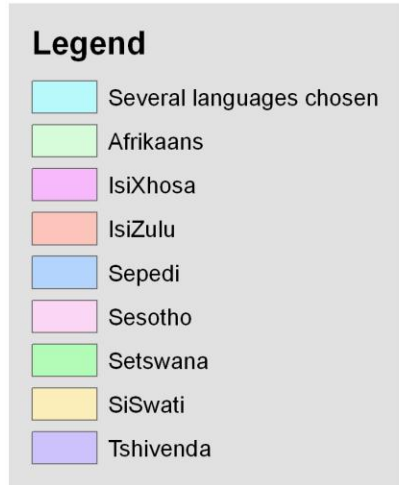 Legend
Several languages chosen
Afrikaans
IsiXhosa
IsiZulu
Sepedi
Sesotho
Setswana
SiSwati
Tshivenda